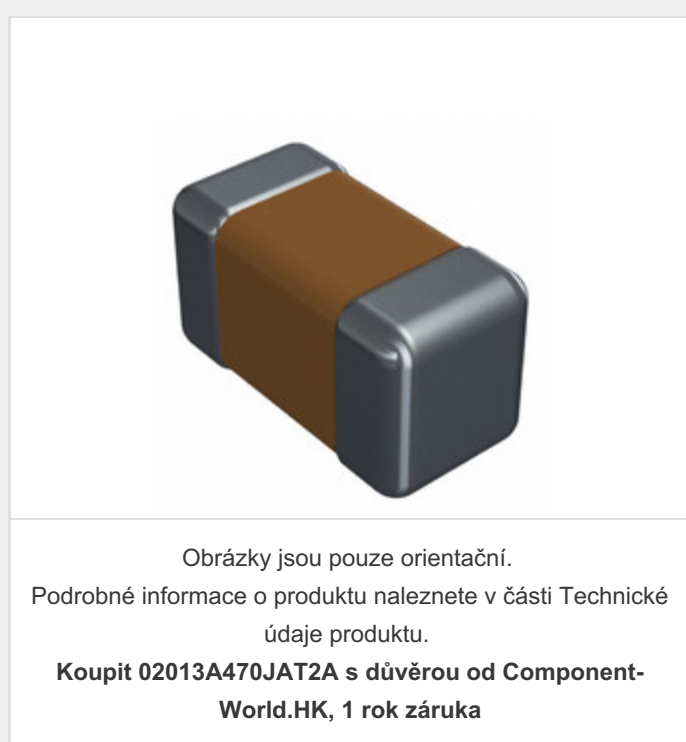 Obrázky jsou pouze orientační.
Podrobné informace o produktu naleznete v části Technické
údaje produktu.
Koupit 02013A470JAT2A s důvěrou od Component-
World.HK, 1 rok záruka